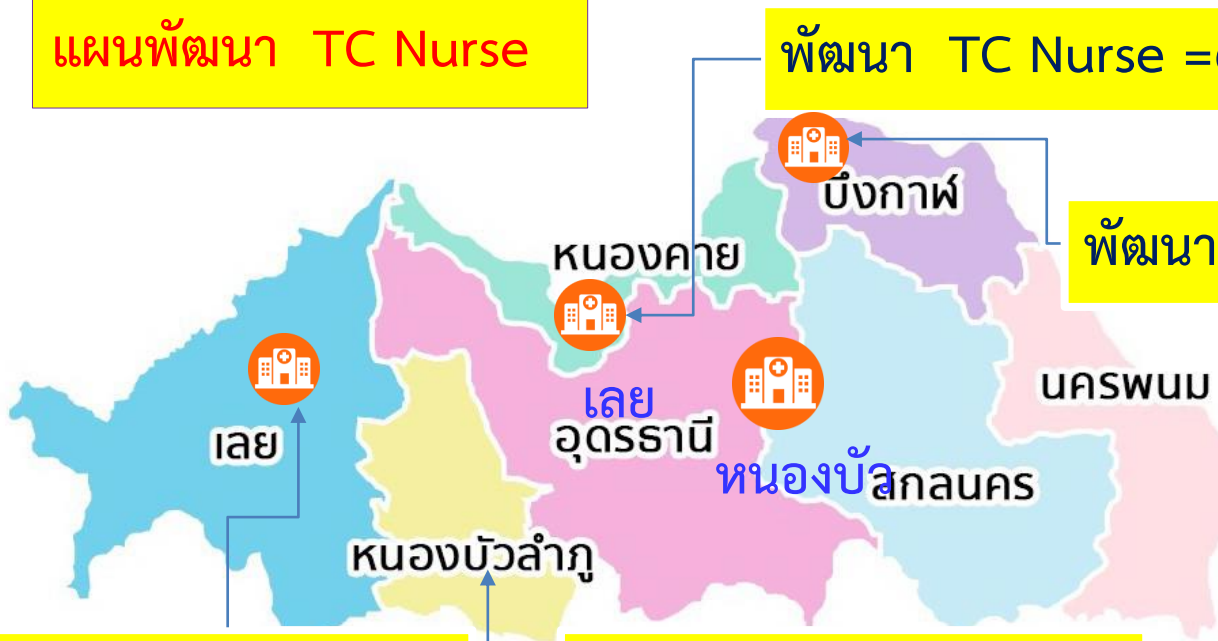 แผนพัฒนา TC Nurse
พัฒนา TC Nurse =
บึงกาฬ
พัฒนา
หนองคาย
นครพนม
เลย
เลย
อุดรธานี
หนองบัว
สกลนคร
หนองบัวลำภู